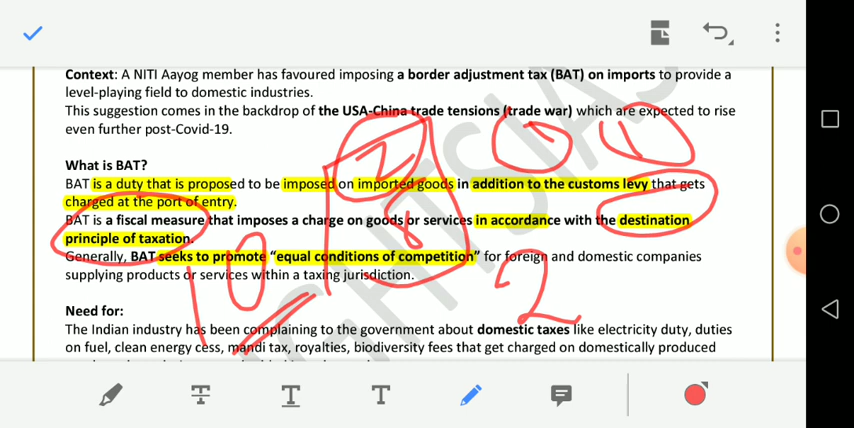 Context: A NITI Aayog member has favoured imposing a border adjustment tax (BAT) on imports to provide a
level-playing field to domestic industries.
This suggestion comes in the backdrop of the USA-China trade tensions (trade war) which are expected to rise
even further post-Covid-19.
What is BAT?
BAT is a duty that is proposed to be imposed on imported goods in addition to the customs levy that gets
charged at the port of entry.
BAT is a fiscal measure that imposes a charge on goods or services in accordance with the destination
principle of taxation.
Generally, BAT seeks to promote “equal conditions of competition” for foreign and domestic companies
supplying products or services within a taxing jurisdiction.
Need for:
The Indian industry has been complaining to the government about domestic taxes like electricity duty, duties
on fuel, clean energy cess, mandi tax, royalties, biodiversity fees that get charged on domestically produced
2
8
1
1
10
2
T
T
T